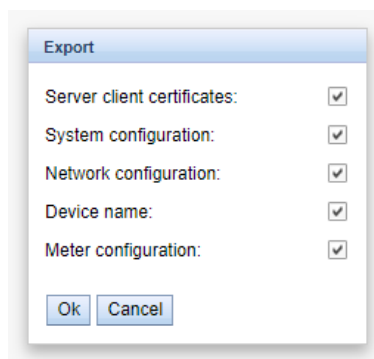 Export
Server client certificates:
System configuration:
Network configuration:
Device name:
Meter configuration:
Ok Cancel